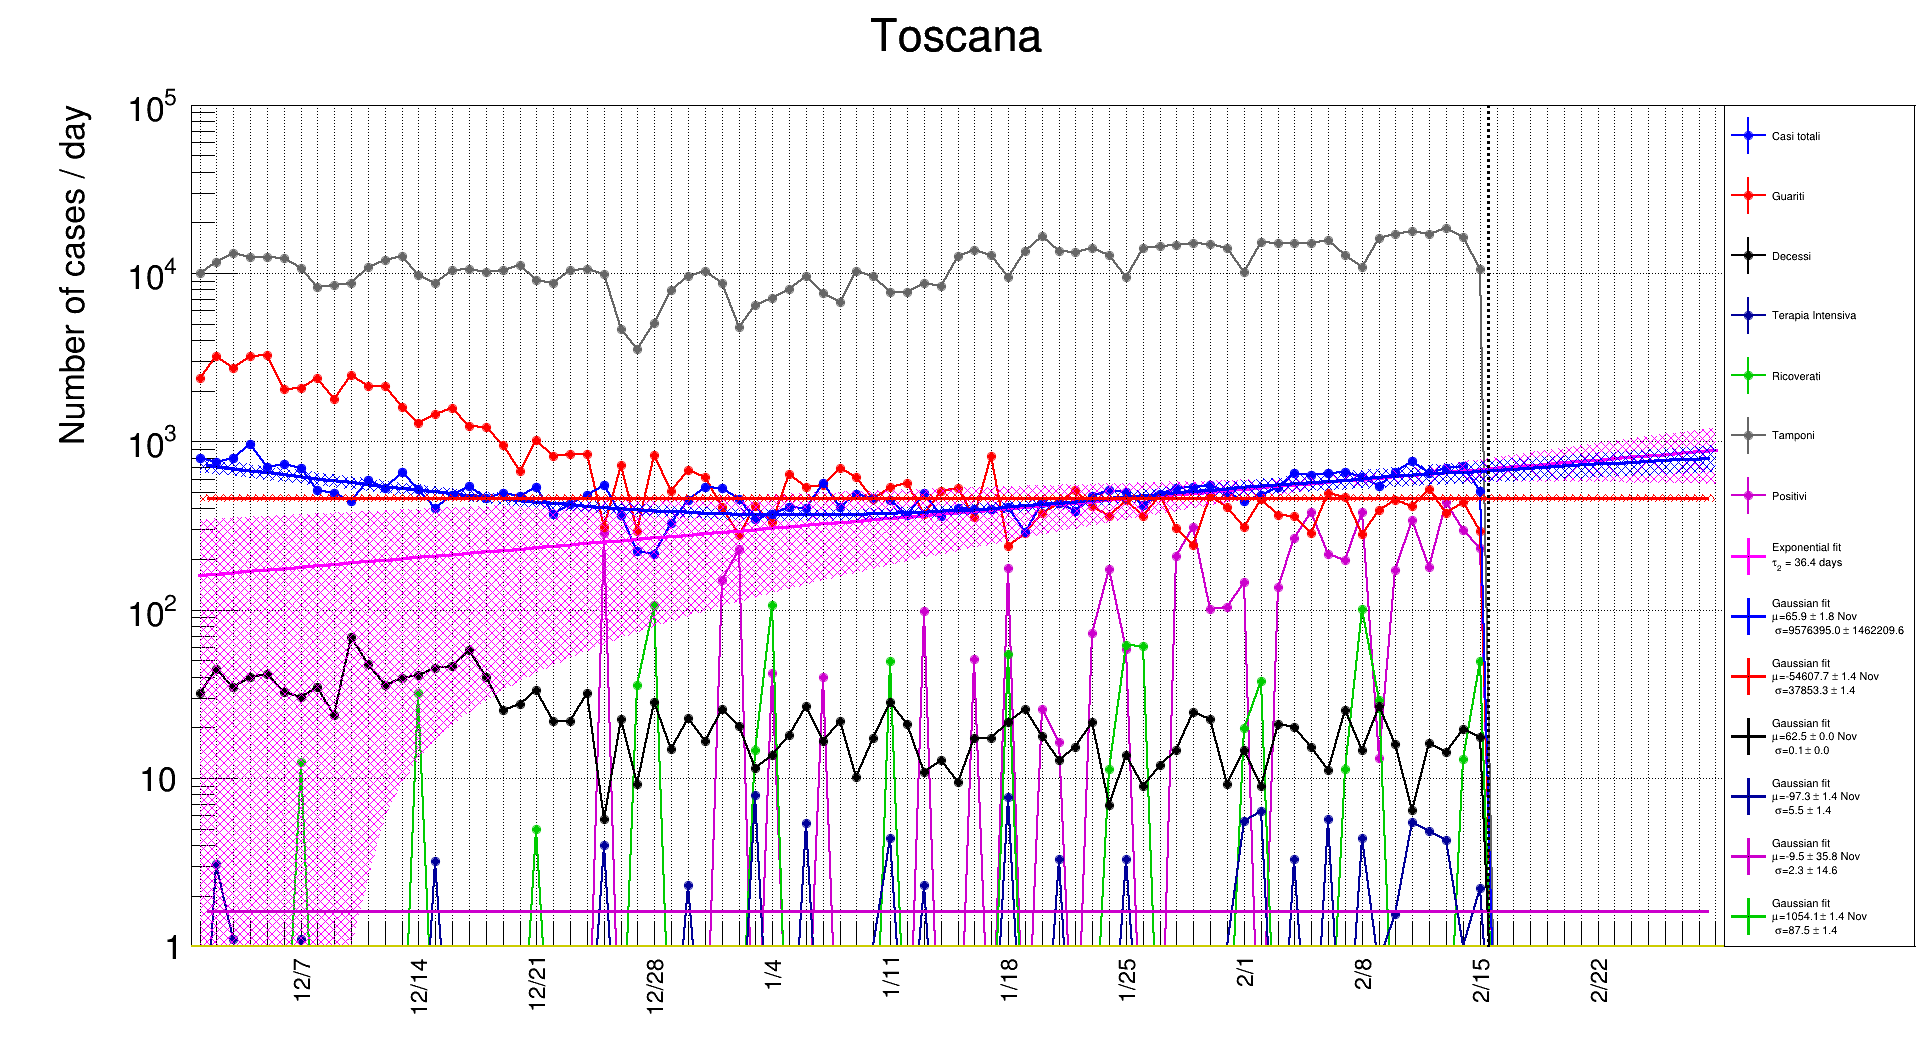 Toscana
Number of cases / day
10^5
10^4
10^3
10^2
10
1
12/7
12/14
12/21
12/28
1/4
1/11
1/18
1/25
2/1
2/8
2/15
2/22
Casi totali
Guariti
Decessi
Terapia Intensiva
Ricoverati
Tamponi
Positivi
Exponential fit
τ2 = 36.4 days
Gaussian fit
μ=65.9 ± 1.8 Nov
σ=9576395.0 ± 1462209.6
Gaussian fit
μ=-54607.7 ± 1.4 Nov
σ=37853.3 ± 1.4
Gaussian fit
μ=62.5 ± 0.0 Nov
σ=0.1 ± 0.0
Gaussian fit
μ=-97.3 ± 1.4 Nov
σ=5.5 ± 1.4
Gaussian fit
μ=-9.5 ± 35.8 Nov
σ=2.3 ± 14.6
Gaussian fit
μ=1054.1 ± 1.4 Nov
σ=87.5 ± 1.4